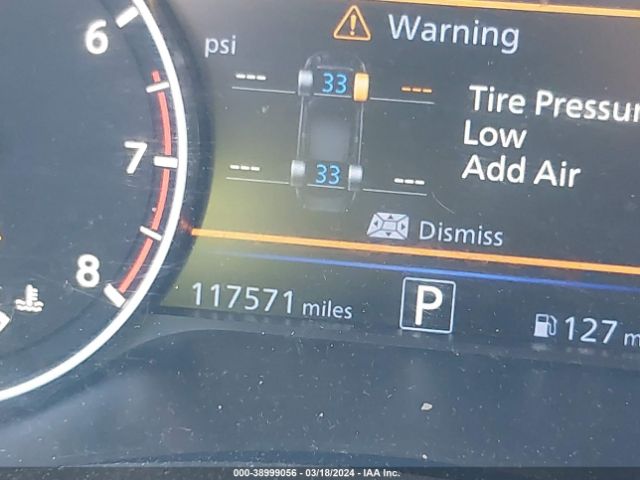 6
psi
Warning
---
33
---
Tire Pressur
Low
Add Air
7
---
33
---
Dismiss
8
117571 miles
P
127 m
000-38999056 - 03/18/2024 - IAA Inc.